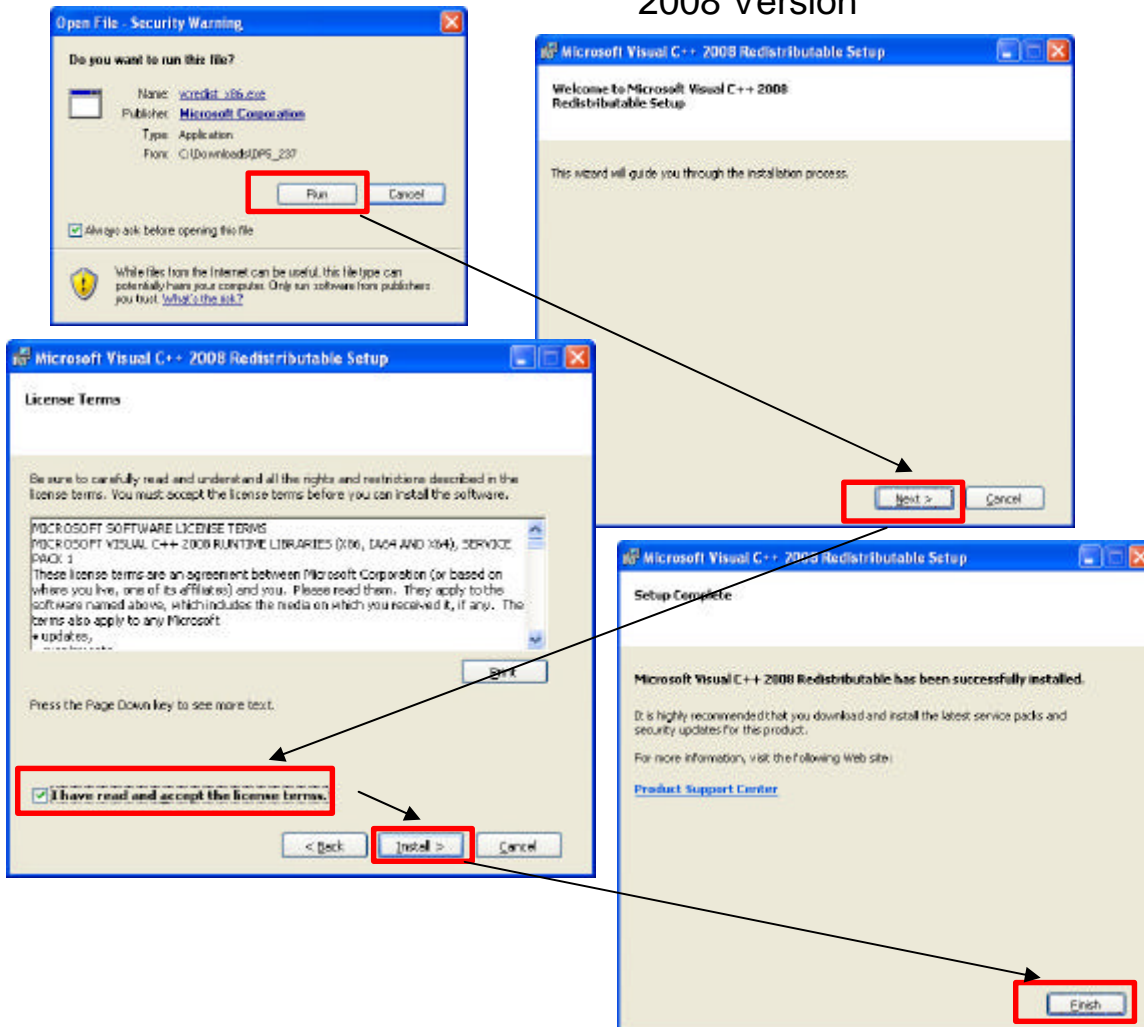 2008 Version
Open File - Security Warning
Do you want to run this file?
Name: vcredist_x86.exe
Publisher: Microsoft Corporation
Type: Application
From: C:\Downloads\DPS_237
Run
Cancel
Always ask before opening this file
While files from the Internet can be useful, this file type can
potentially harm your computer. Only run software from publishers
you trust. What's the risk?
Microsoft Visual C++ 2008 Redistributable Setup
Welcome to Microsoft Visual C++ 2008
Redistributable Setup
This wizard will guide you through the installation process.
Next >
Cancel
Microsoft Visual C++ 2008 Redistributable Setup
License Terms
Be sure to carefully read and understand all the rights and restrictions described in the
license terms. You must accept the license terms before you can install the software.
MICROSOFT SOFTWARE LICENSE TERMS
MICROSOFT VISUAL C++ 2008 RUNTIME LIBRARIES (X86, IA64 AND X64), SERVICE
PACK 1
These license terms are an agreement between Microsoft Corporation (or based on
where you live, one of its affiliates) and you. Please read them. They apply to the
software named above, which includes the media on which you received it, if any. The
terms also apply to any Microsoft
• updates,
Print
Press the Page Down key to see more text.
I have read and accept the license terms.
< Back
Install >
Cancel
Microsoft Visual C++ 2008 Redistributable Setup
Setup Complete
Microsoft Visual C++ 2008 Redistributable has been successfully installed.
It is highly recommended that you download and install the latest service packs and
security updates for this product.
For more information, visit the following Web site:
Product Support Center
Finish